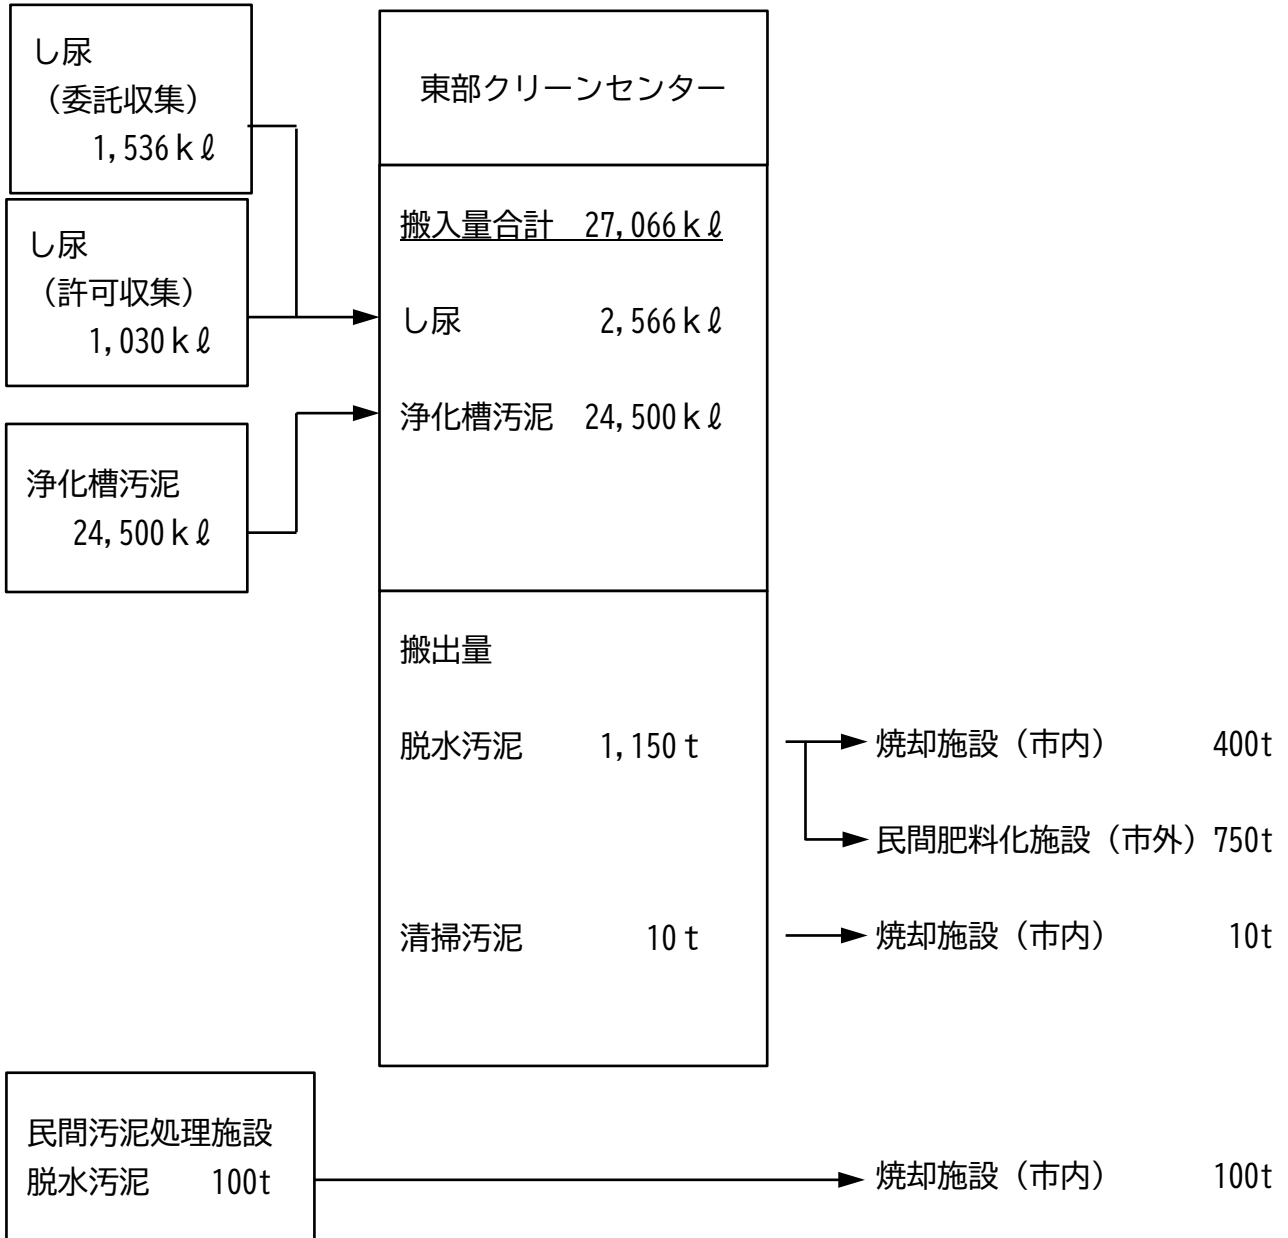 し尿
（委託収集）
1,536ｋℓ
し尿
（許可収集）
1,030ｋℓ
浄化槽汚泥
24,500ｋℓ
東部クリーンセンター
搬入量合計 27,066ｋℓ
し尿 2,566ｋℓ
浄化槽汚泥 24,500ｋℓ
搬出量
脱水汚泥 1,150ｔ
焼却施設（市内） 400t
民間肥料化施設（市外）750t
清掃汚泥 10ｔ
焼却施設（市内） 10t
民間汚泥処理施設
脱水汚泥 100t
焼却施設（市内） 100t